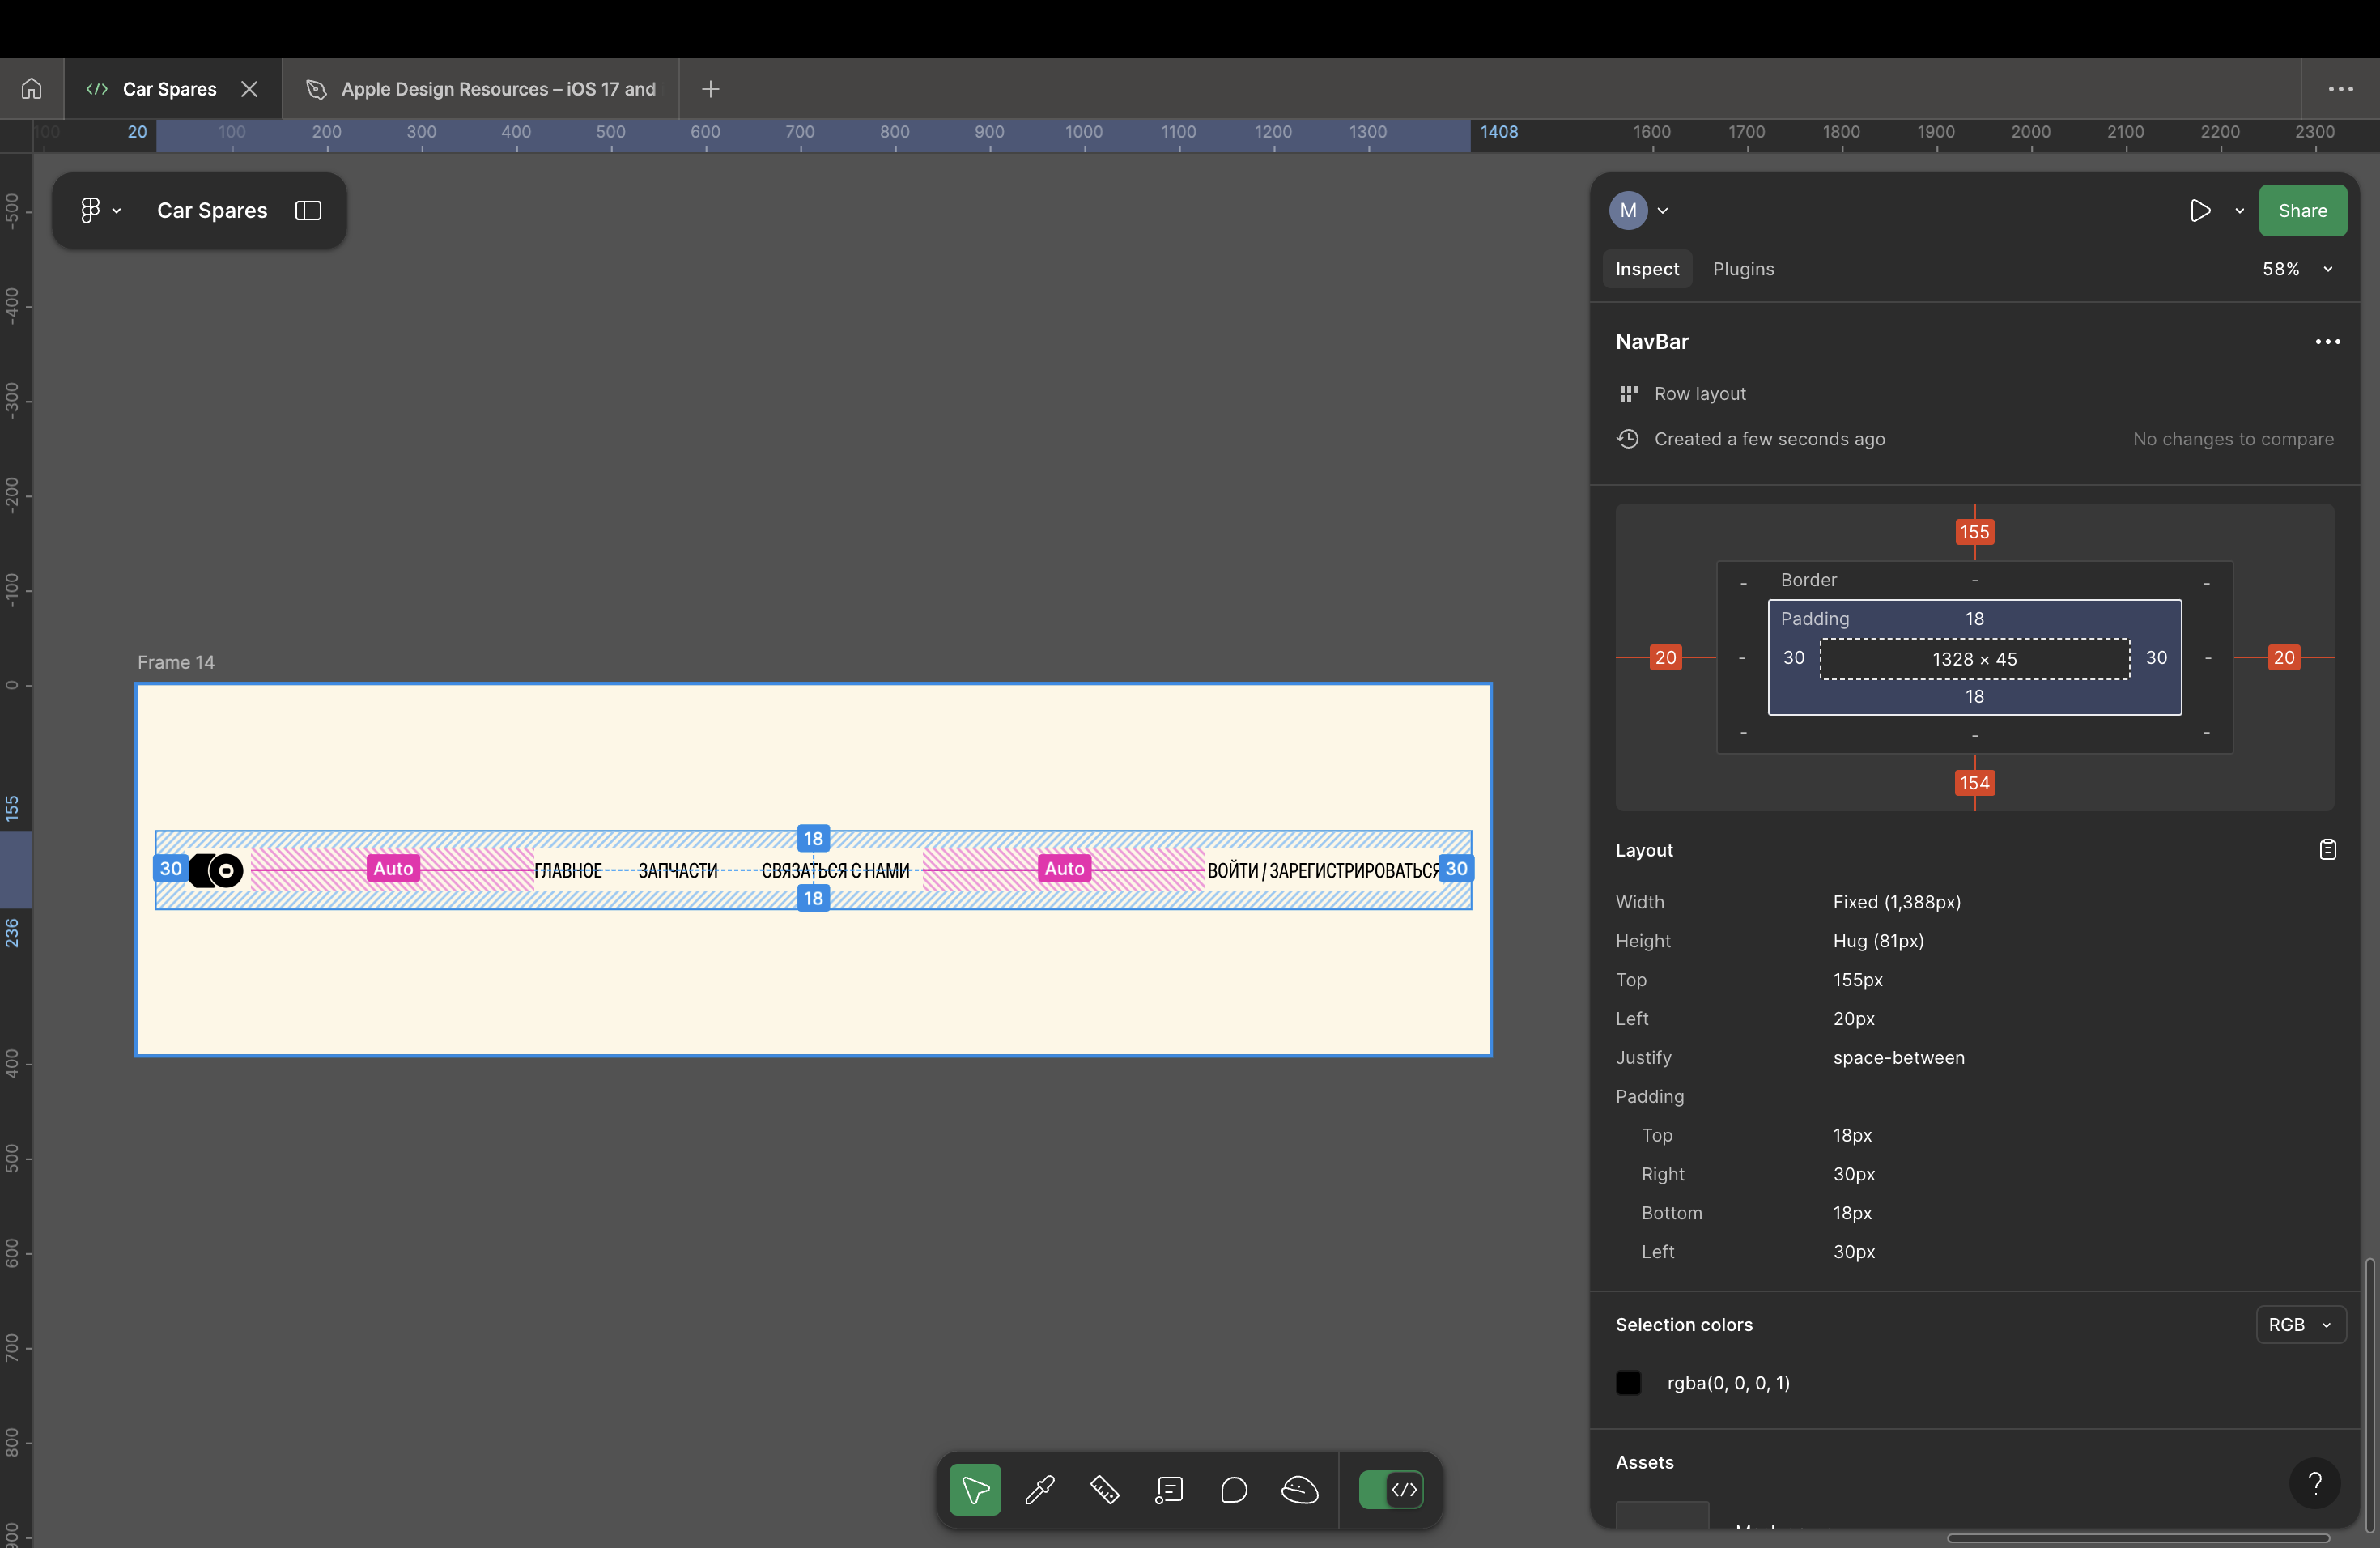 Car Spares
Apple Design Resources – iOS 17 and
100 20 100 200 300 400 500 600 700 800 900 1000 1100 1200 1300 1408 1600 1700 1800 1900 2000 2100 2200 2300
-500
-400
-300
-200
-100
0
155
236
400
500
600
700
800
900
Car Spares
Frame 14
18
30 Auto ГЛАВНОЕ ЗАПЧАСТИ СВЯЗАТЬСЯ С НАМИ Auto ВОЙТИ / ЗАРЕГИСТРИРОВАТЬСЯ 30
18
M Share
Inspect Plugins 58%
NavBar
Row layout
Created a few seconds ago No changes to compare
155
- Border - -
Padding 18
20 - 30 1328 × 45 30 - 20
18
- - -
154
Layout
Width Fixed (1,388px)
Height Hug (81px)
Top 155px
Left 20px
Justify space-between
Padding
Top 18px
Right 30px
Bottom 18px
Left 30px
Selection colors RGB
rgba(0, 0, 0, 1)
Assets
?